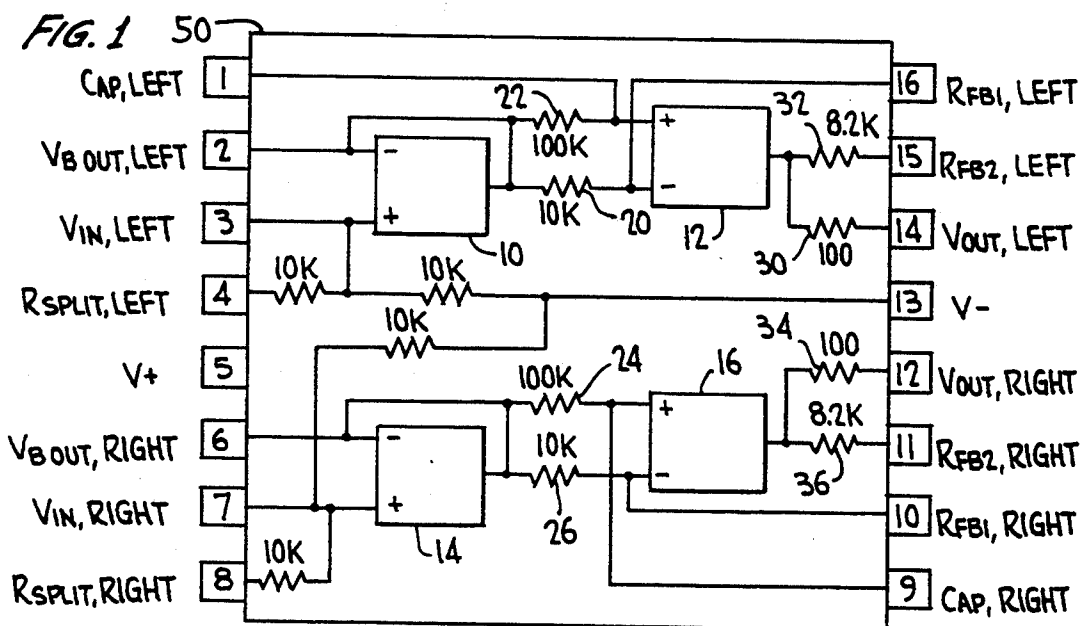 FIG. 1 50
CAP, LEFT 1
VB OUT, LEFT 2
VIN, LEFT 3
RSPLIT, LEFT 4
V+ 5
VB OUT, RIGHT 6
VIN, RIGHT 7
RSPLIT, RIGHT 8
22
100K
- +
10
10K
20
+ -
12
32
8.2K
30
100
10K
10K
10K
10K
100K
24
10K
26
- +
14
16
+ -
34
100
8.2K
36
16 RFB1, LEFT
15 RFB2, LEFT
14 VOUT, LEFT
13 V-
12 VOUT, RIGHT
11 RFB2, RIGHT
10 RFB1, RIGHT
9 CAP, RIGHT